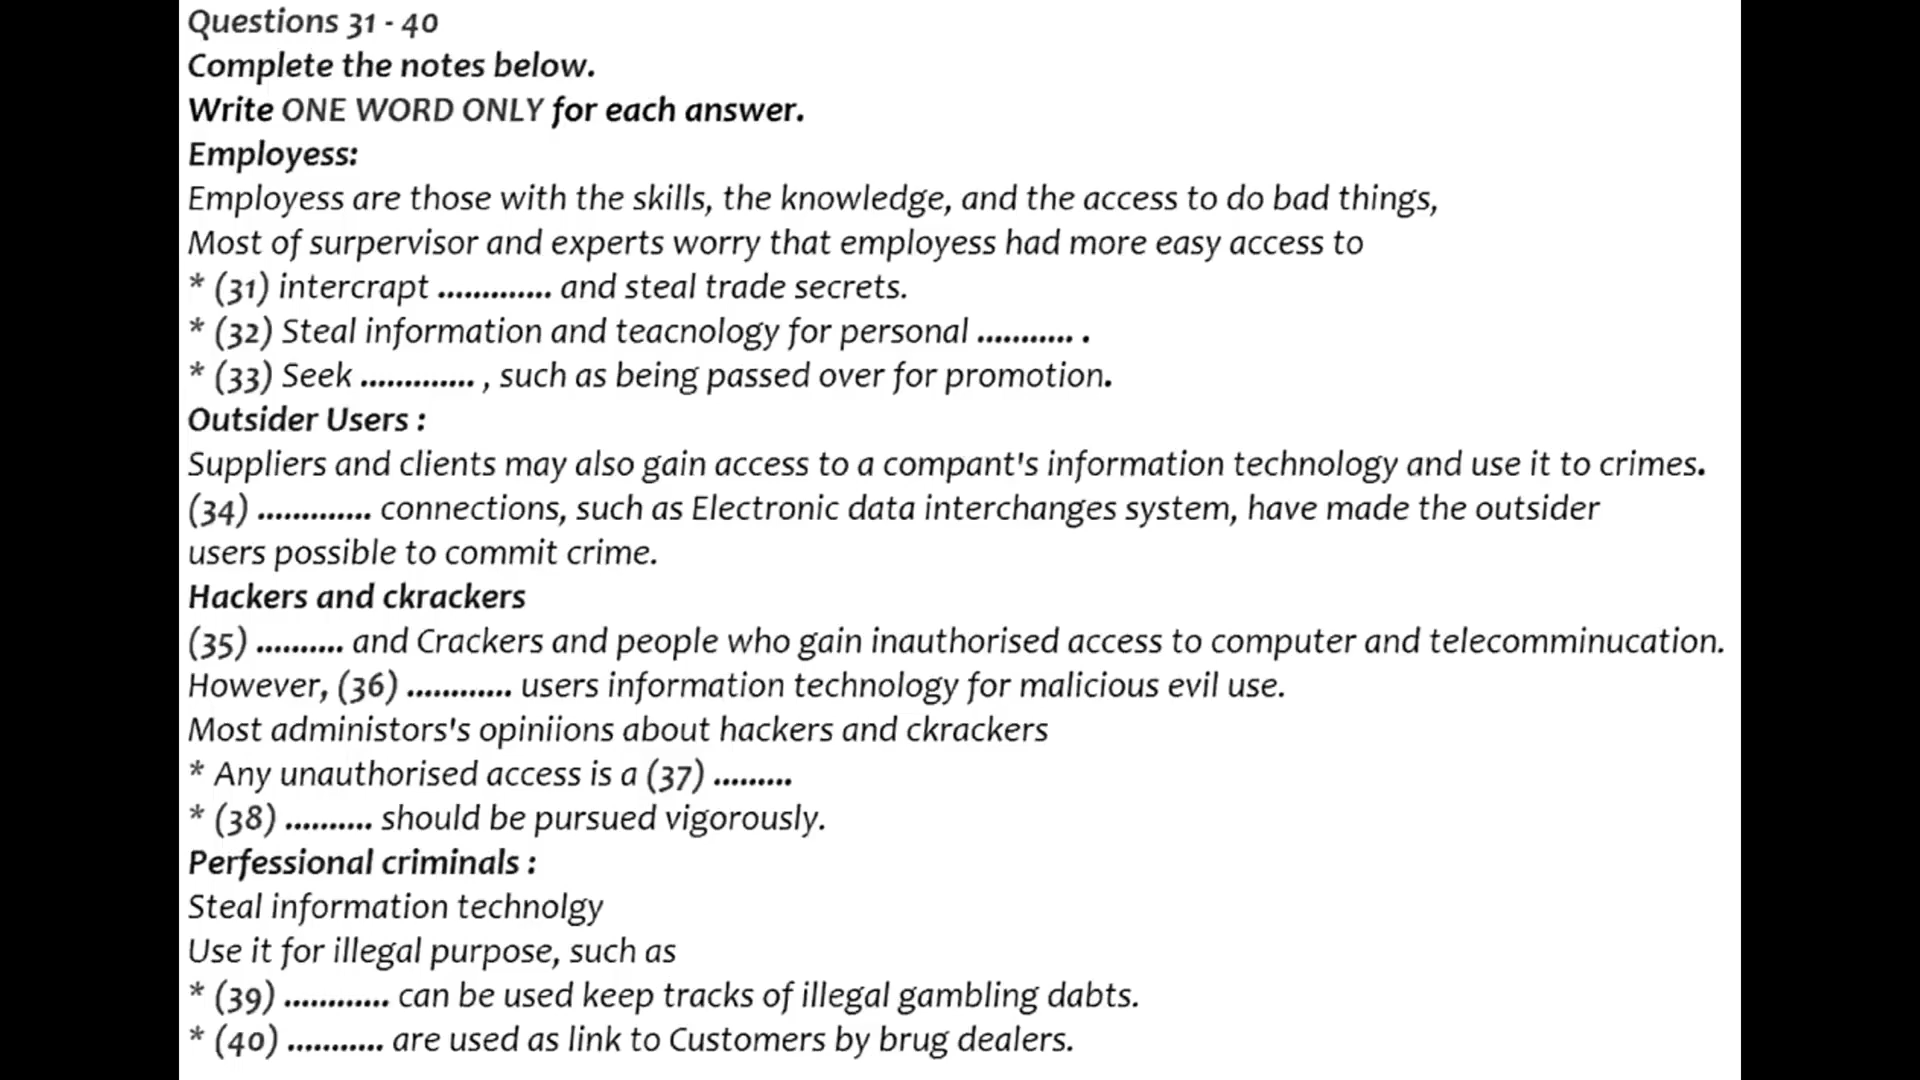 Questions 31 - 40
Complete the notes below.
Write ONE WORD ONLY for each answer.
Employess:
Employess are those with the skills, the knowledge, and the access to do bad things,
Most of surpervisor and experts worry that employess had more easy access to
* (31) intercrapt ............. and steal trade secrets.
* (32) Steal information and teacnology for personal ........... .
* (33) Seek ............. , such as being passed over for promotion.
Outsider Users :
Suppliers and clients may also gain access to a compant's information technology and use it to crimes.
(34) ............. connections, such as Electronic data interchanges system, have made the outsider
users possible to commit crime.
Hackers and ckrackers
(35) .......... and Crackers and people who gain inauthorised access to computer and telecomminucation.
However, (36) ............ users information technology for malicious evil use.
Most administors's opiniions about hackers and ckrackers
* Any unauthorised access is a (37) .........
* (38) .......... should be pursued vigorously.
Perfessional criminals :
Steal information technolgy
Use it for illegal purpose, such as
* (39) ............ can be used keep tracks of illegal gambling dabts.
* (40) ........... are used as link to Customers by brug dealers.